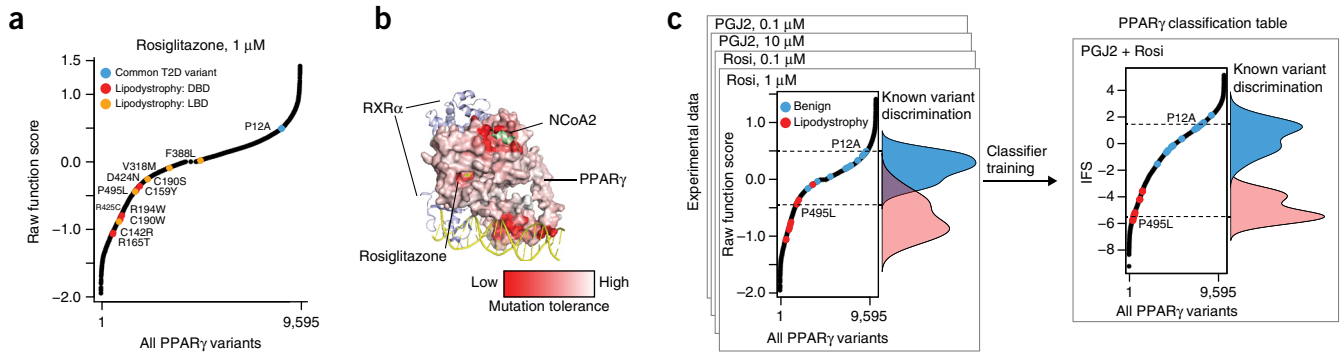 a
Rosiglitazone, 1 μM
1.5
1.0
0.0
−1.0
−2.0
Raw function score
Common T2D variant
Lipodystrophy: DBD
Lipodystrophy: LBD
P12A
F388L
V318M
D424N
C190S
P495L
C159Y
R425C
R194W
C190W
C142R
R165T
1
9,595
All PPARγ variants
b
RXRα
NCoA2
PPARγ
Rosiglitazone
Low
High
Mutation tolerance
c
PGJ2, 0.1 μM
PGJ2, 10 μM
Rosi, 0.1 μM
Rosi, 1 μM
Experimental data
Raw function score
1.0
0.0
−1.0
−2.0
Benign
Lipodystrophy
P12A
P495L
Known variant
discrimination
1
9,595
All PPARγ variants
Classifier
training
PPARγ classification table
PGJ2 + Rosi
IFS
4
2
0
−2
−4
−6
−8
P12A
P495L
Known variant
discrimination
1
9,595
All PPARγ variants